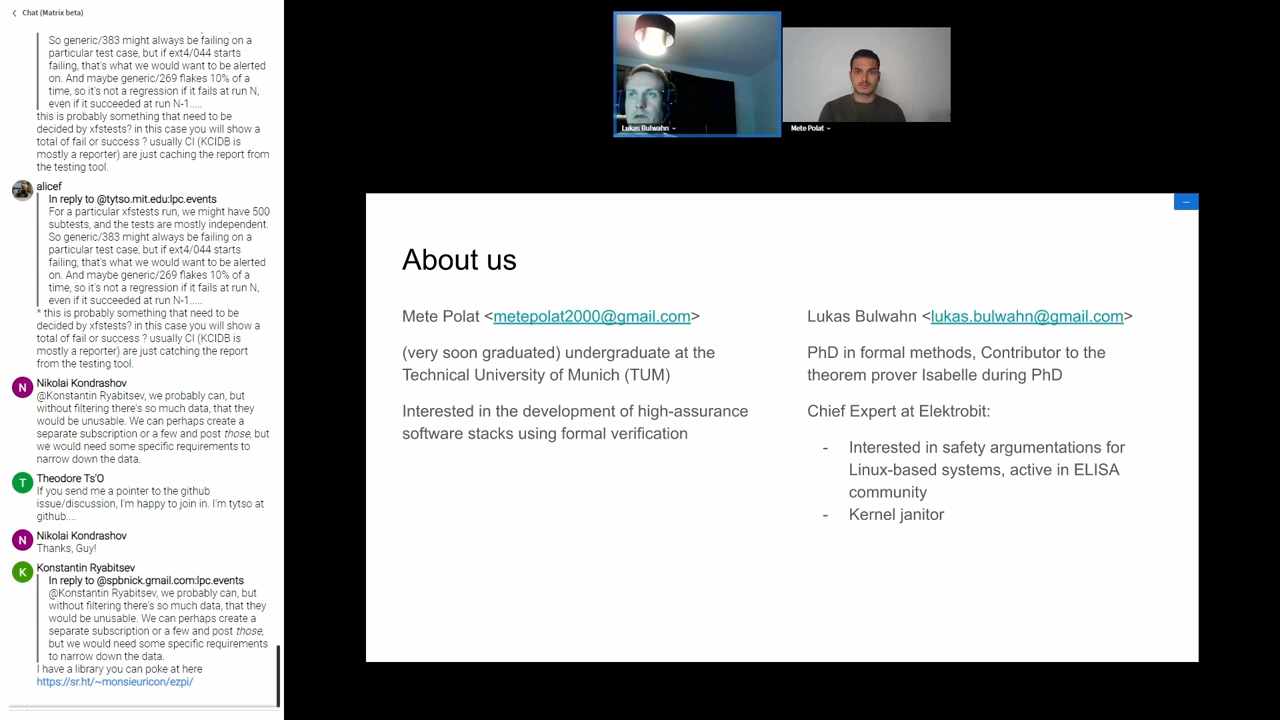 Chat (Matrix beta)
So generic/383 might always be failing on a
particular test case, but if ext4/044 starts
failing, that's what we would want to be alerted
on. And maybe generic/269 flakes 10% of a
time, so it's not a regression if it fails at run N,
even if it succeeded at run N-1.....
this is probably something that need to be
decided by xfstests? in this case you will show a
total of fail or success ? usually CI (KCIDB is
mostly a reporter) are just caching the report from
the testing tool.
alicef
In reply to @tytso.mit.edu:lpc.events
For a particular xfstests run, we might have 500
subtests, and the tests are mostly independent.
So generic/383 might always be failing on a
particular test case, but if ext4/044 starts
failing, that's what we would want to be alerted
on. And maybe generic/269 flakes 10% of a
time, so it's not a regression if it fails at run N,
even if it succeeded at run N-1.....
* this is probably something that need to be
decided by xfstests? in this case you will show a
total of fail or success ? usually CI (KCIDB is
mostly a reporter) are just caching the report
from the testing tool.
N
Nikolai Kondrashov
@Konstantin Ryabitsev, we probably can, but
without filtering there's so much data, that they
would be unusable. We can perhaps create a
separate subscription or a few and post those, but
we would need some specific requirements to
narrow down the data.
T
Theodore Ts'O
If you send me a pointer to the github
issue/discussion, I'm happy to join in. I'm tytso at
github....
N
Nikolai Kondrashov
Thanks, Guy!
K
Konstantin Ryabitsev
In reply to @spbnick.gmail.com:lpc.events
@Konstantin Ryabitsev, we probably can, but
without filtering there's so much data, that they
would be unusable. We can perhaps create a
separate subscription or a few and post those,
but we would need some specific requirements
to narrow down the data.
I have a library you can poke at here
https://sr.ht/~monsieuricon/ezpi/
Lukas Bulwahn
Mete Polat
About us
Mete Polat <metepolat2000@gmail.com>
(very soon graduated) undergraduate at the
Technical University of Munich (TUM)
Interested in the development of high-assurance
software stacks using formal verification
Lukas Bulwahn <lukas.bulwahn@gmail.com>
PhD in formal methods, Contributor to the
theorem prover Isabelle during PhD
Chief Expert at Elektrobit:
- Interested in safety argumentations for
Linux-based systems, active in ELISA
community
- Kernel janitor